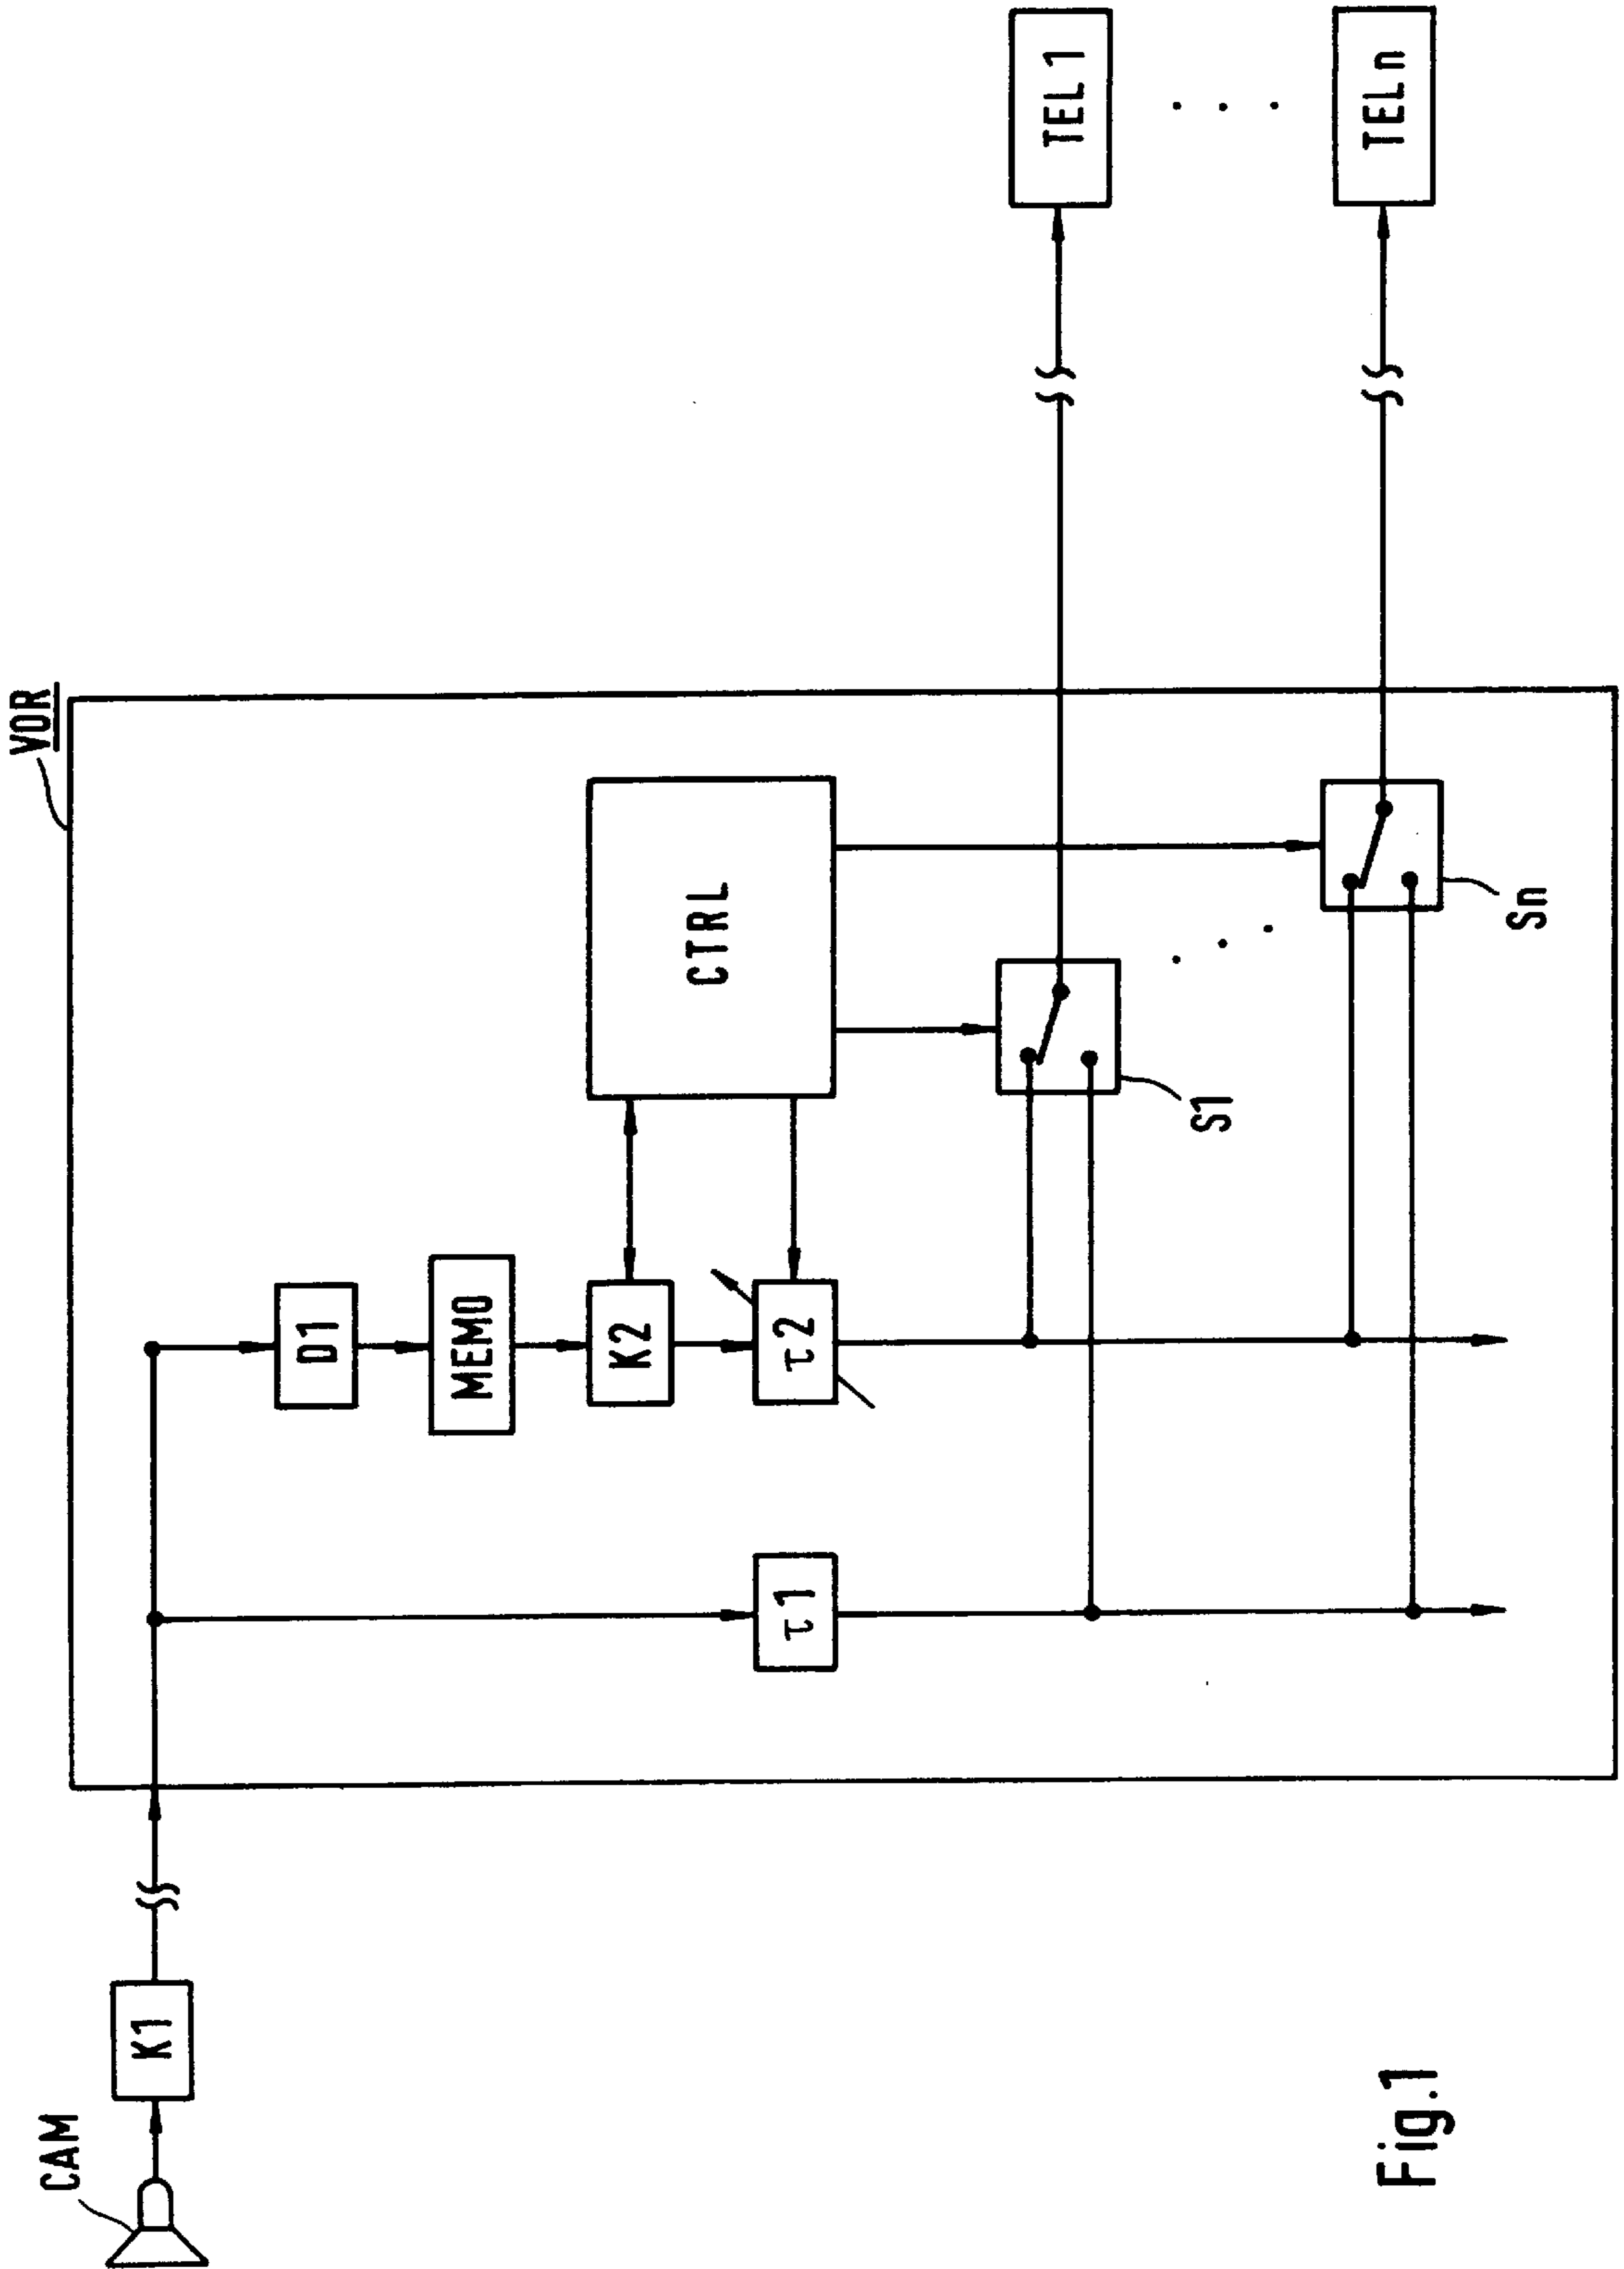 VOR
CAM
K1
D1
MEMO
K2
CTRL
τ1
τ2
S1
Sn
TEL 1
. . .
TEL n
Fig.1